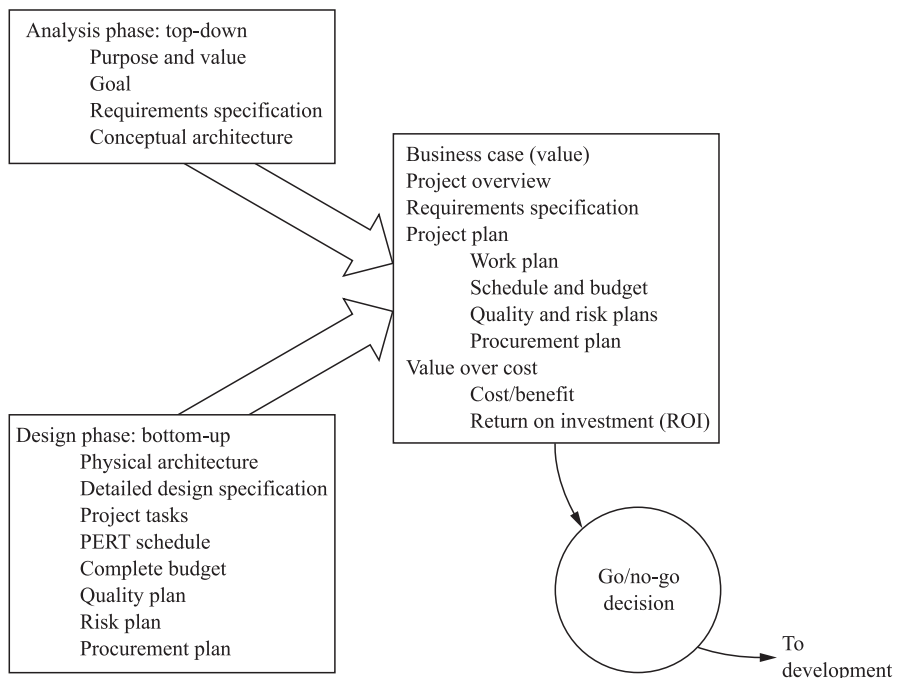 Analysis phase: top-down
Purpose and value
Goal
Requirements specification
Conceptual architecture
Business case (value)
Project overview
Requirements specification
Project plan
Work plan
Schedule and budget
Quality and risk plans
Procurement plan
Value over cost
Cost/benefit
Return on investment (ROI)
Design phase: bottom-up
Physical architecture
Detailed design specification
Project tasks
PERT schedule
Complete budget
Quality plan
Risk plan
Procurement plan
Go/no-go
decision
To
development